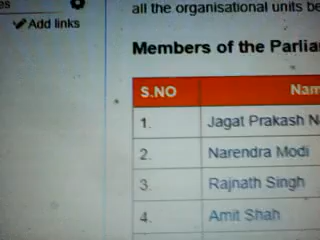 es
all the organisational units be
Add links
Members of the Parlia
S.NO Nam
1. Jagat Prakash N
2. Narendra Modi
3. Rajnath Singh
4. Amit Shah